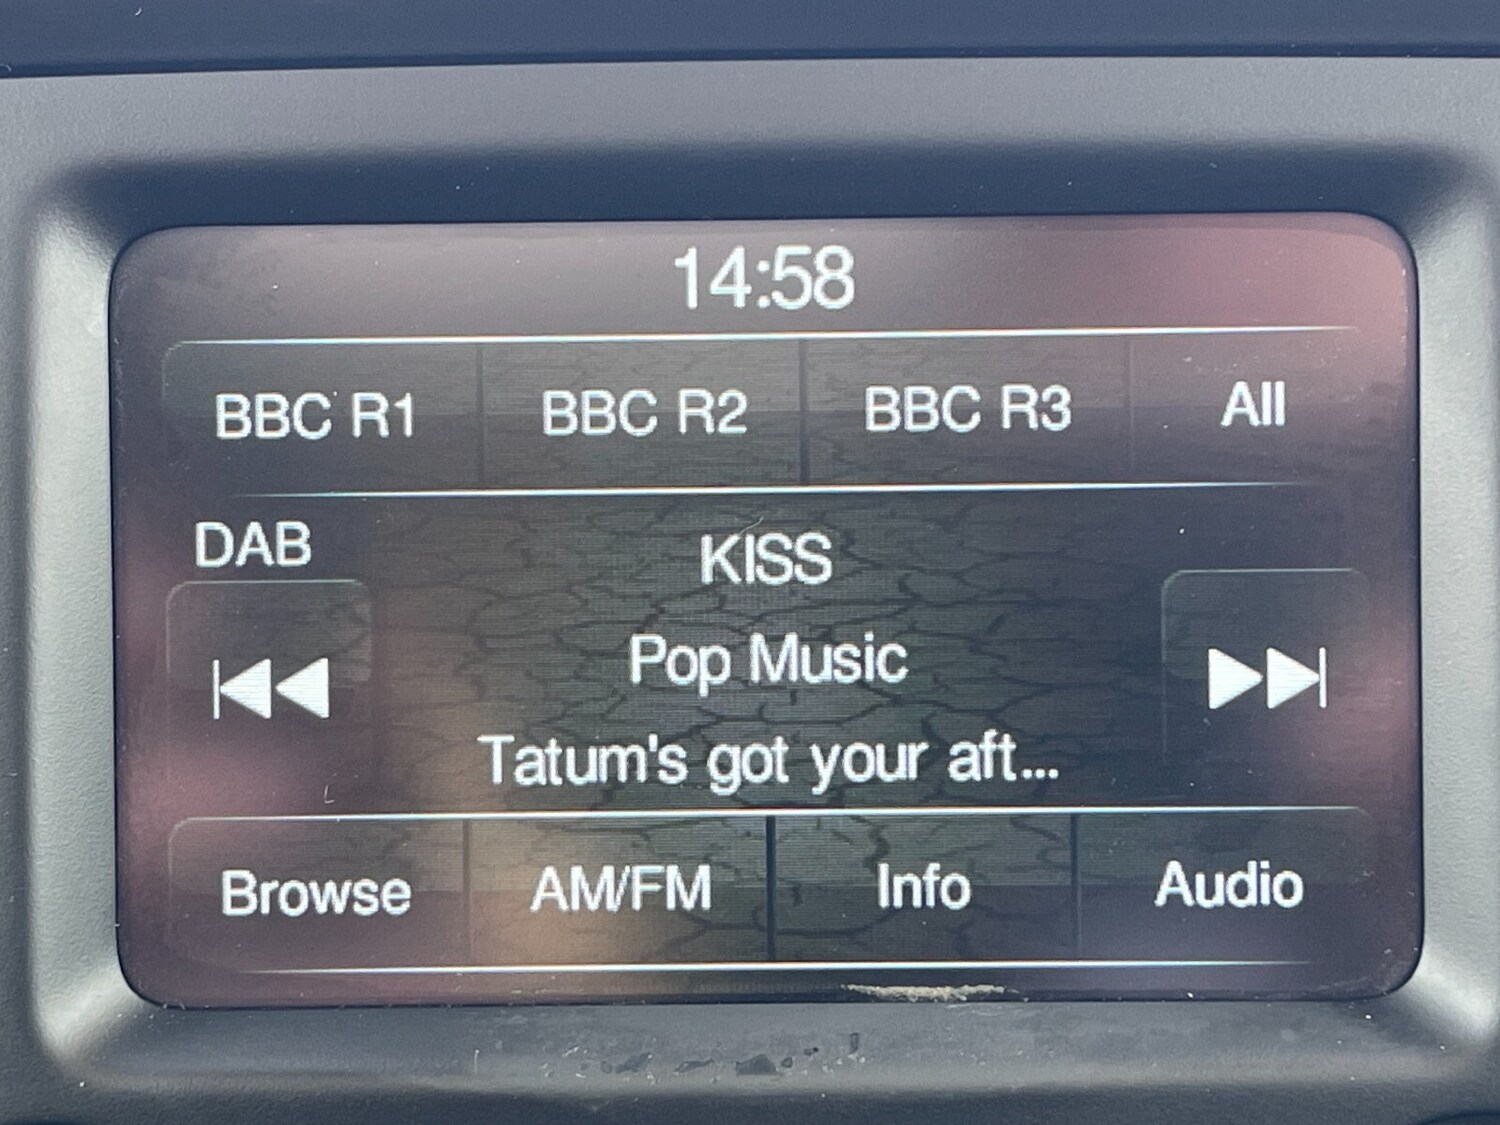 14:58
BBC R1 BBC R2 BBC R3 All
DAB
KISS
Pop Music
Tatum's got your aft...
Browse AM/FM Info Audio